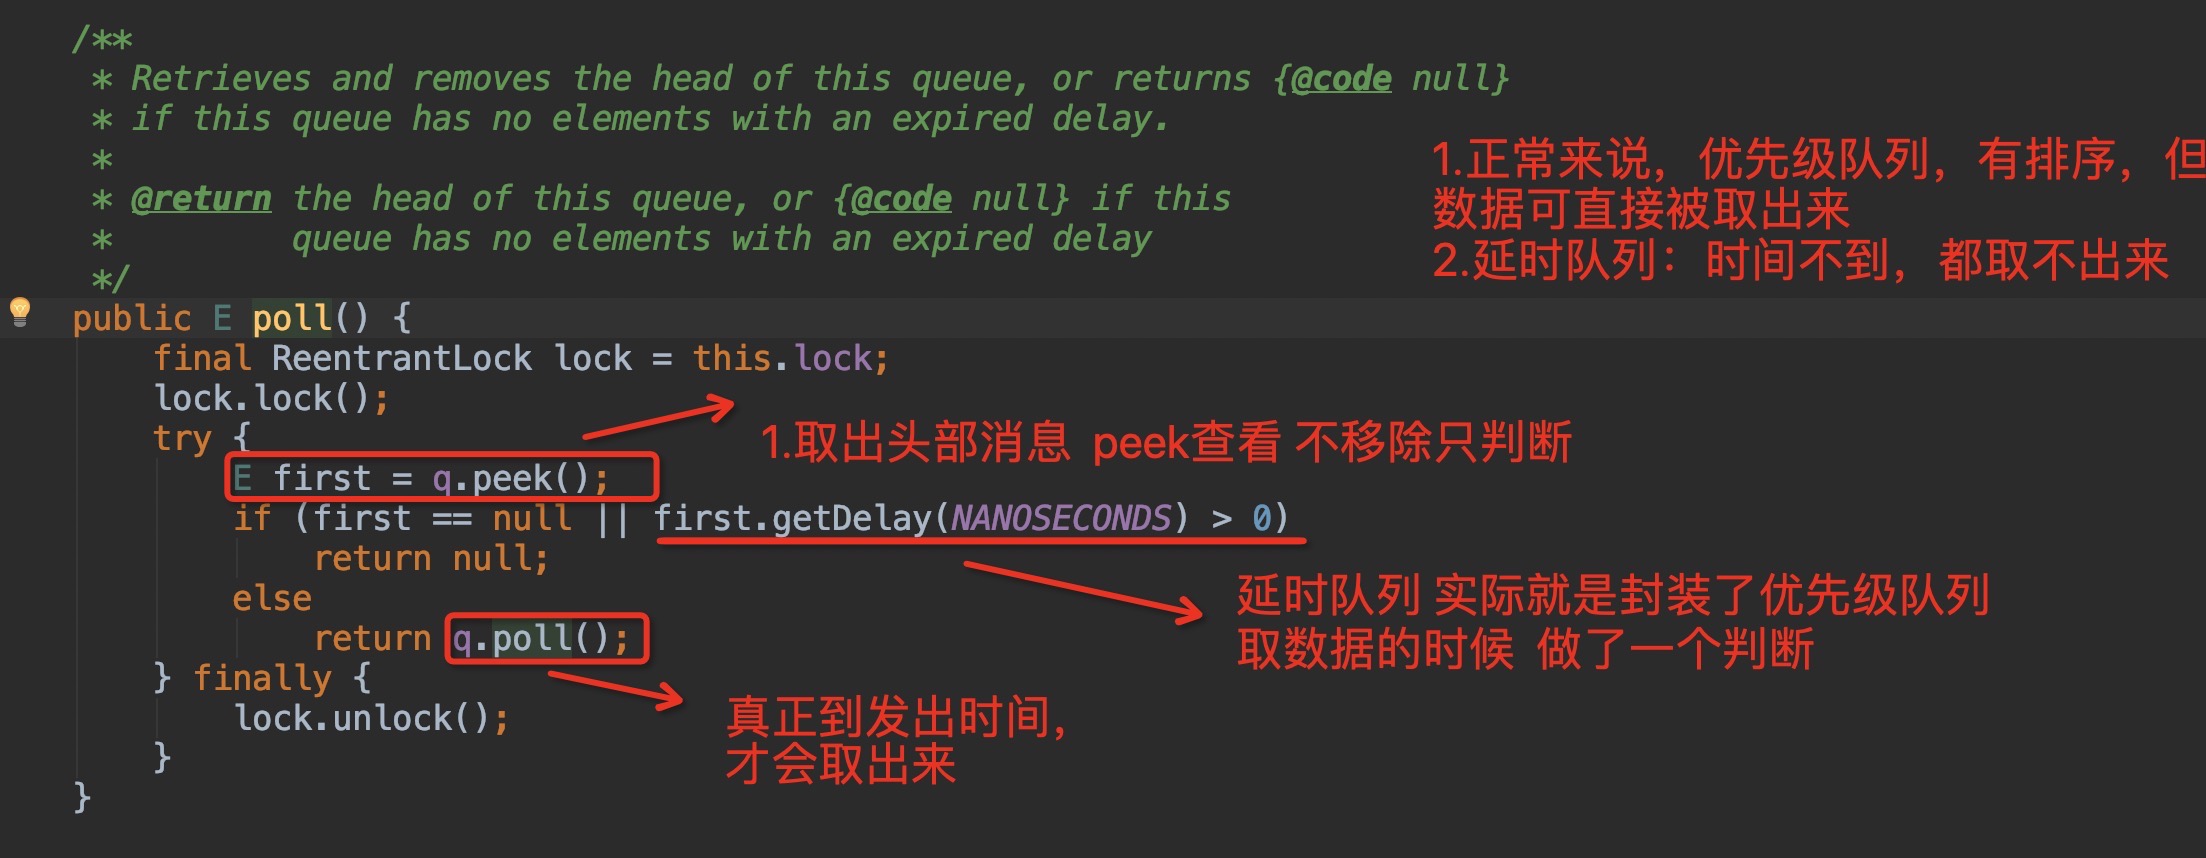 /**
* Retrieves and removes the head of this queue, or returns {@code null}
* if this queue has no elements with an expired delay.
*
* @return the head of this queue, or {@code null} if this
*         queue has no elements with an expired delay
*/
1.正常来说，优先级队列，有排序，但
数据可直接被取出来
2.延时队列：时间不到，都取不出来
public E poll() {
    final ReentrantLock lock = this.lock;
    lock.lock();
    try {
1.取出头部消息 peek查看 不移除只判断
        E first = q.peek();
        if (first == null || first.getDelay(NANOSECONDS) > 0)
            return null;
        else
延时队列 实际就是封装了优先级队列
取数据的时候 做了一个判断
            return q.poll();
    } finally {
        lock.unlock();
真正到发出时间，
才会取出来
    }
}